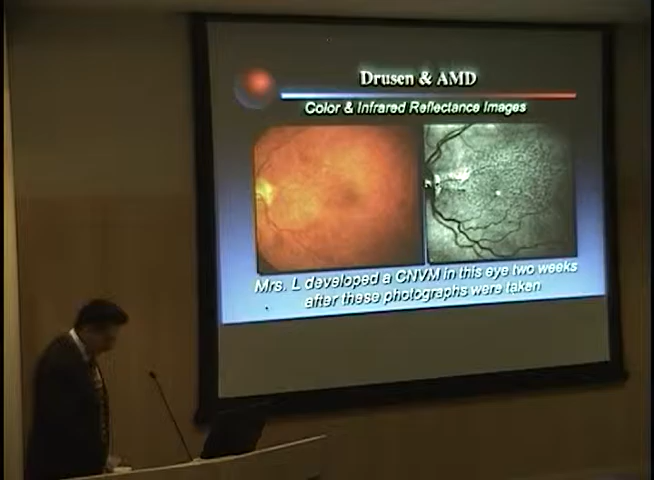 Drusen & AMD
Color & Infrared Reflectance Images
Mrs. L developed a CNVM in this eye two weeks
after these photographs were taken